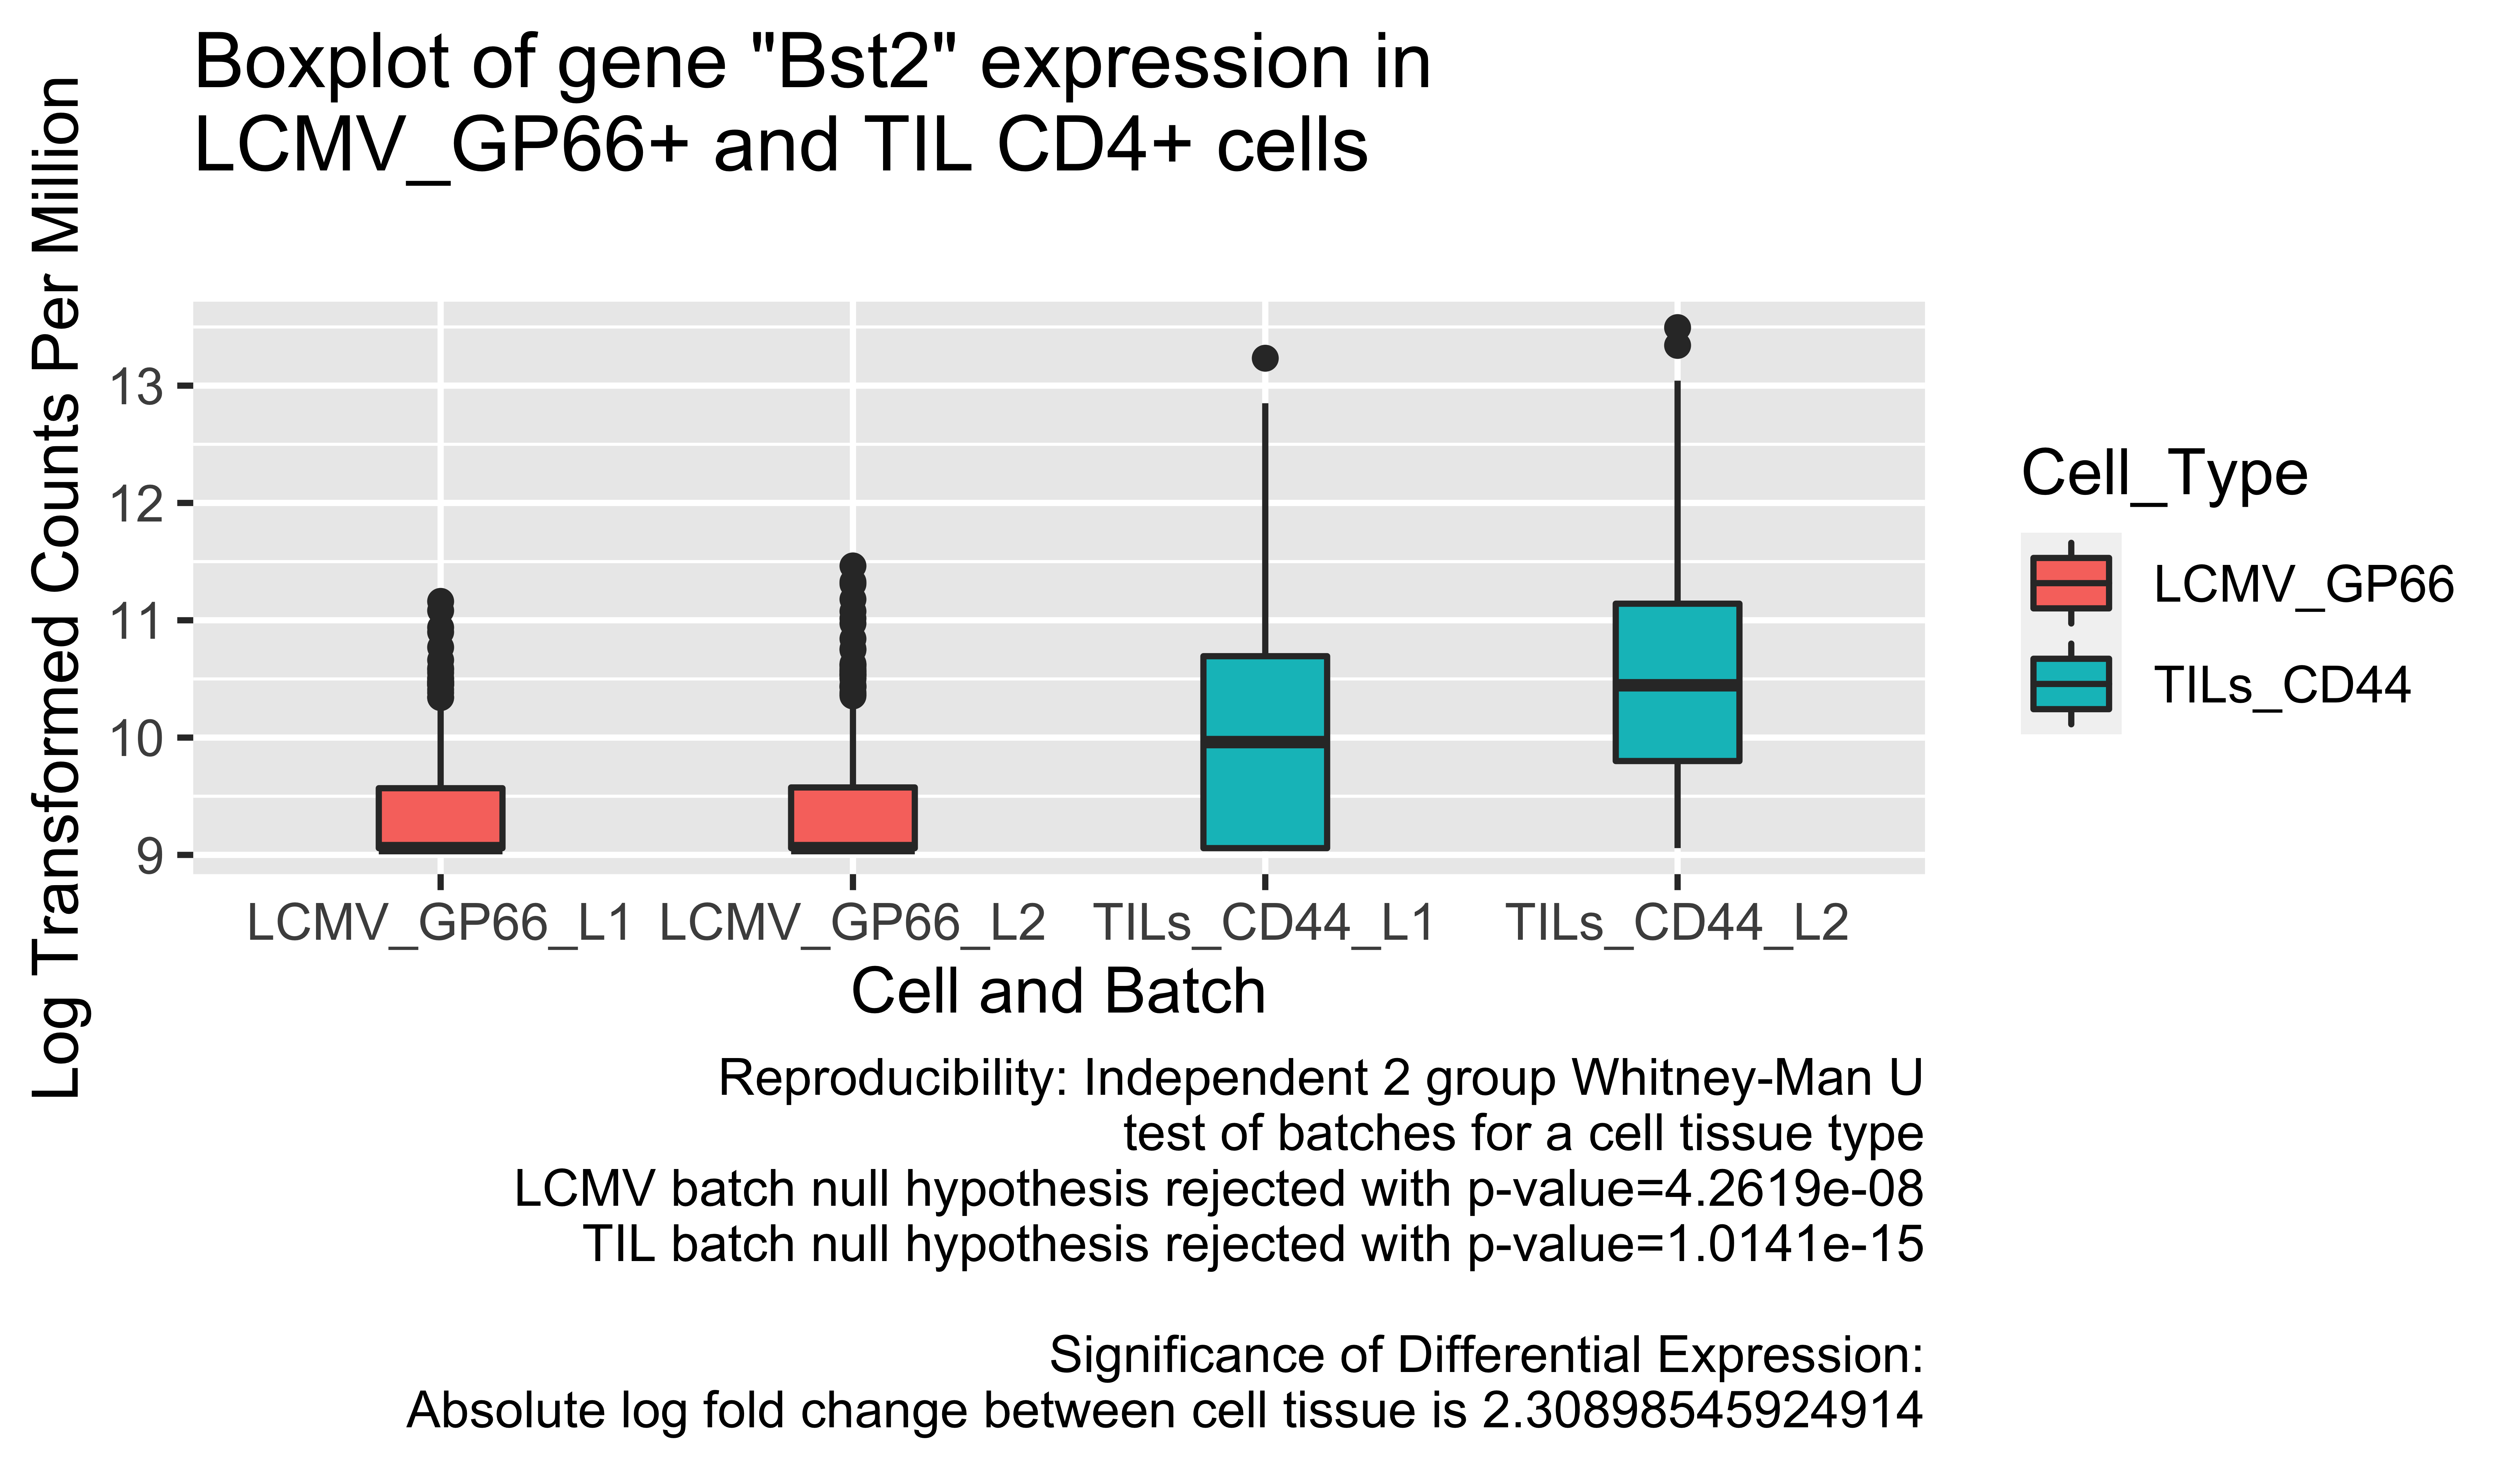 Boxplot of gene "Bst2" expression in
LCMV_GP66+ and TIL CD4+ cells
Log Transformed Counts Per Million
13
12
11
10
9
LCMV_GP66_L1
LCMV_GP66_L2
TILs_CD44_L1
TILs_CD44_L2
Cell and Batch
Cell_Type
LCMV_GP66
TILs_CD44
Reproducibility: Independent 2 group Whitney-Man U
test of batches for a cell tissue type
LCMV batch null hypothesis rejected with p-value=4.2619e-08
TIL batch null hypothesis rejected with p-value=1.0141e-15
Significance of Differential Expression:
Absolute log fold change between cell tissue is 2.30898545924914